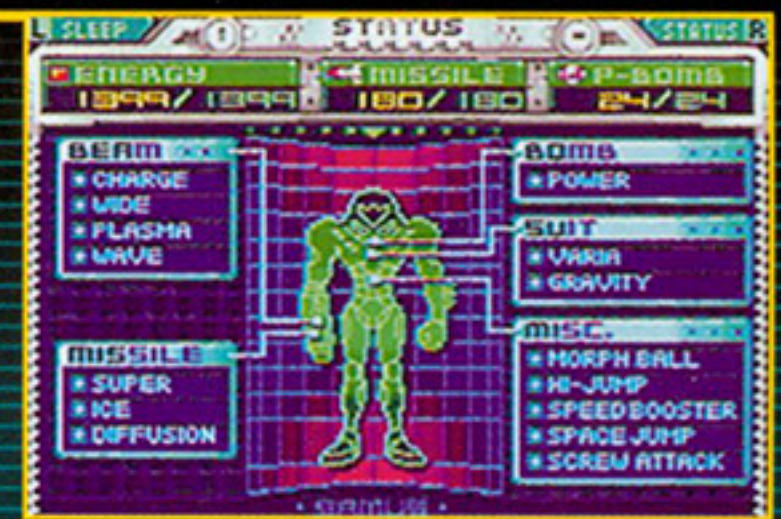 L SLEEP
STATUS
STATUS R
ENERGY
1399/1399
MISSILE
180/180
P-BOMB
24/24
BEAM
CHARGE
WIDE
PLASMA
WAVE
MISSILE
SUPER
ICE
DIFFUSION
BOMB
POWER
SUIT
VARIA
GRAVITY
MISC.
MORPH BALL
HI-JUMP
SPEED BOOSTER
SPACE JUMP
SCREW ATTACK
SAMUS